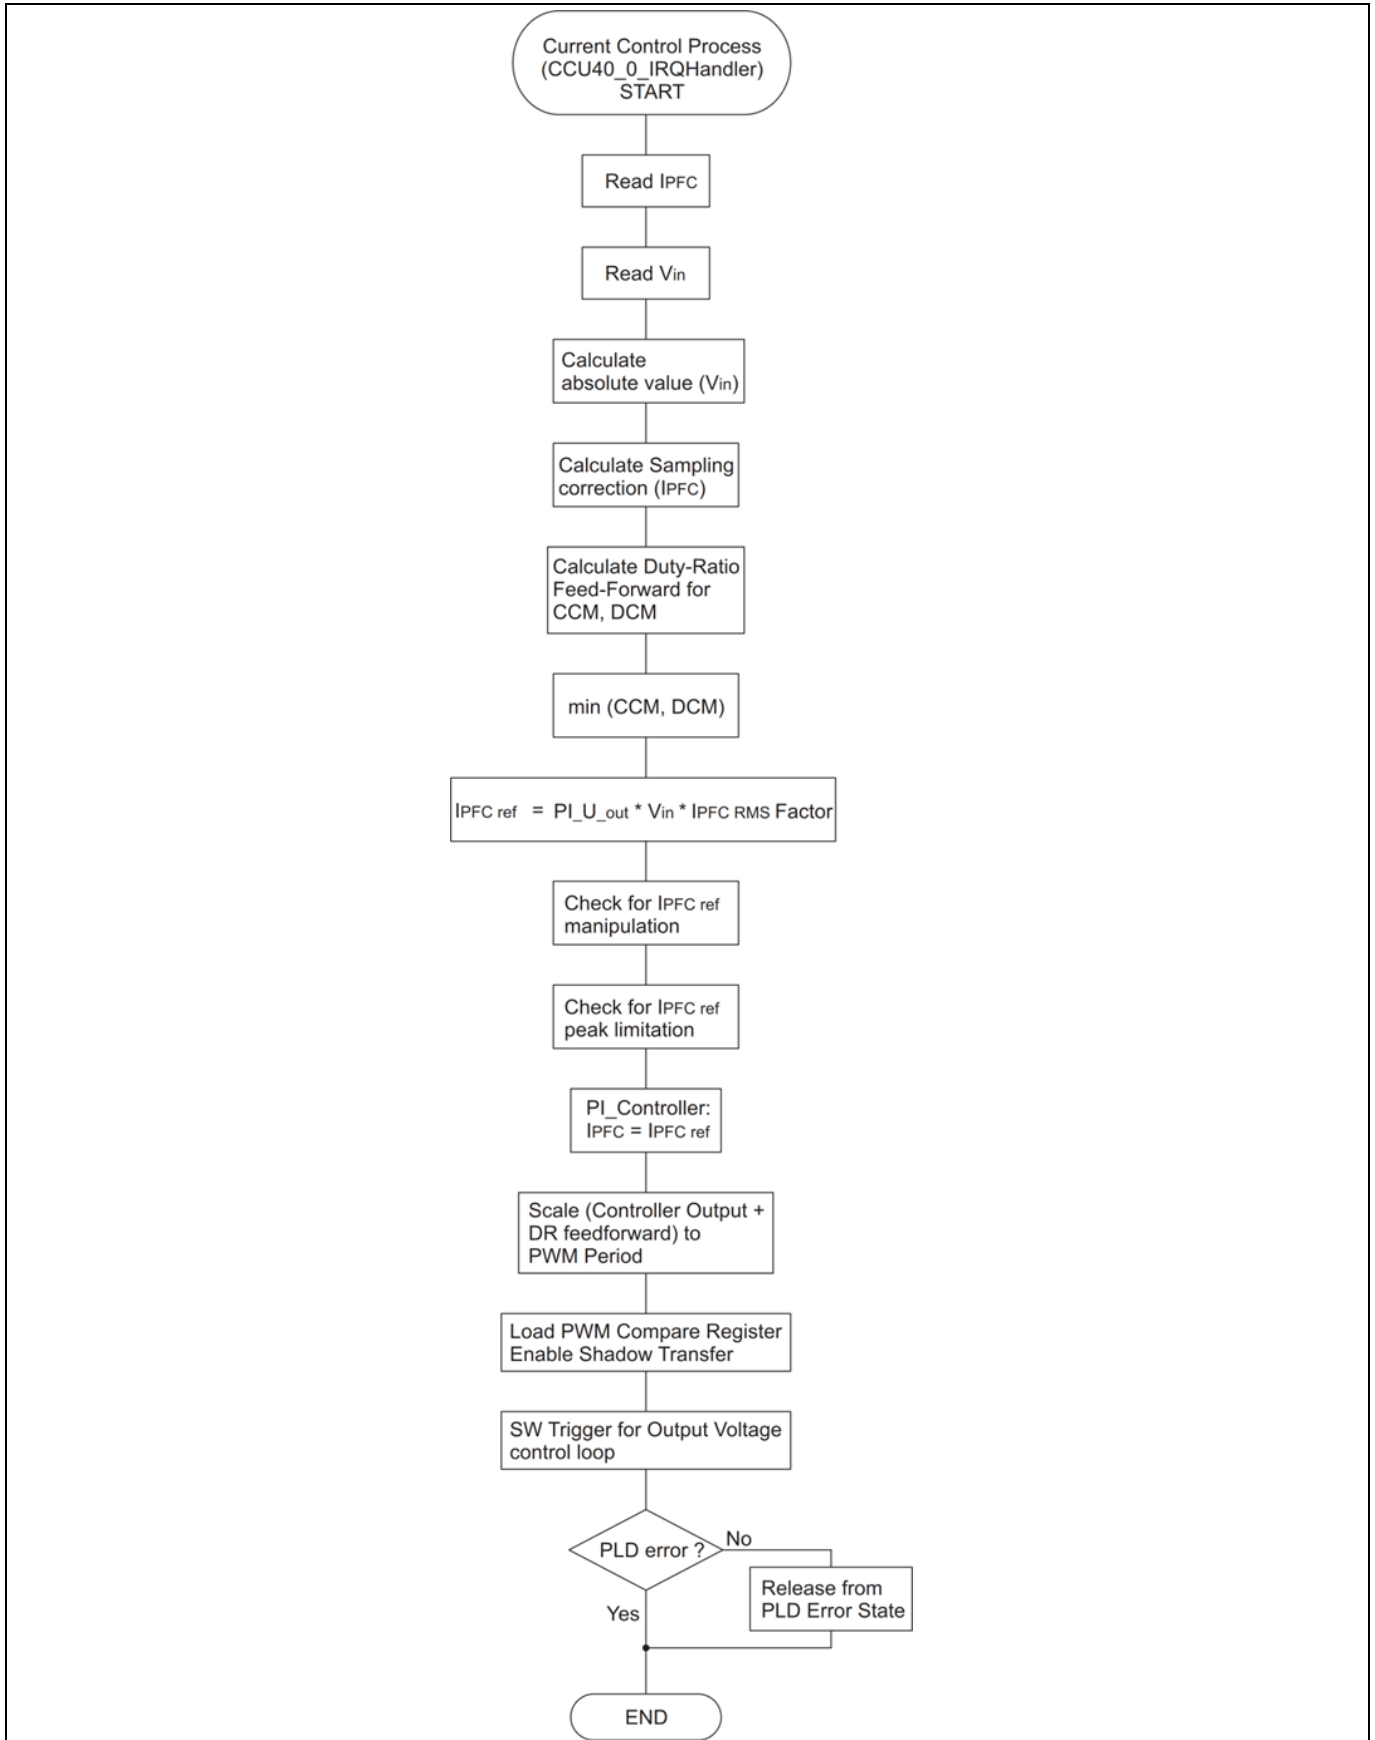 Current Control Process
(CCU40_0_IRQHandler)
START
Read IPFC
Read Vin
Calculate
absolute value (Vin)
Calculate Sampling
correction (IPFC)
Calculate Duty-Ratio
Feed-Forward for
CCM, DCM
min (CCM, DCM)
IPFC ref = PI_U_out * Vin * IPFC RMS Factor
Check for IPFC ref
manipulation
Check for IPFC ref
peak limitation
PI_Controller:
IPFC = IPFC ref
Scale (Controller Output +
DR feedforward) to
PWM Period
Load PWM Compare Register
Enable Shadow Transfer
SW Trigger for Output Voltage
control loop
PLD error ?
No
Release from
PLD Error State
Yes
END